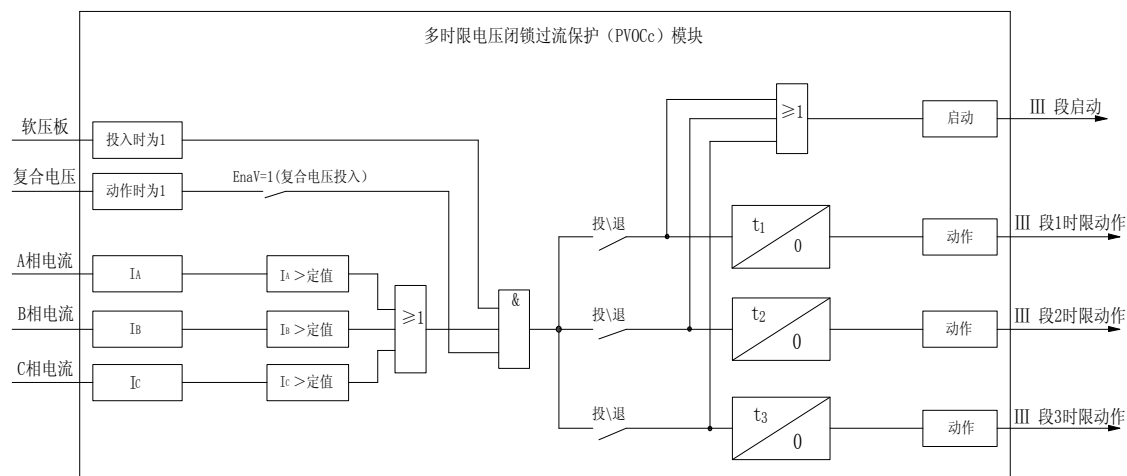 多时限电压闭锁过流保护（PVOCc）模块
软压板
投入时为1
≥1
启动
III 段启动
复合电压
动作时为1
EnaV=1(复合电压投入）
投\退
t1
0
动作
III 段1时限动作
A相电流
IA
IA＞定值
≥1
&
B相电流
IB
IB＞定值
投\退
t2
0
动作
III 段2时限动作
C相电流
IC
IC＞定值
投\退
t3
0
动作
III 段3时限动作